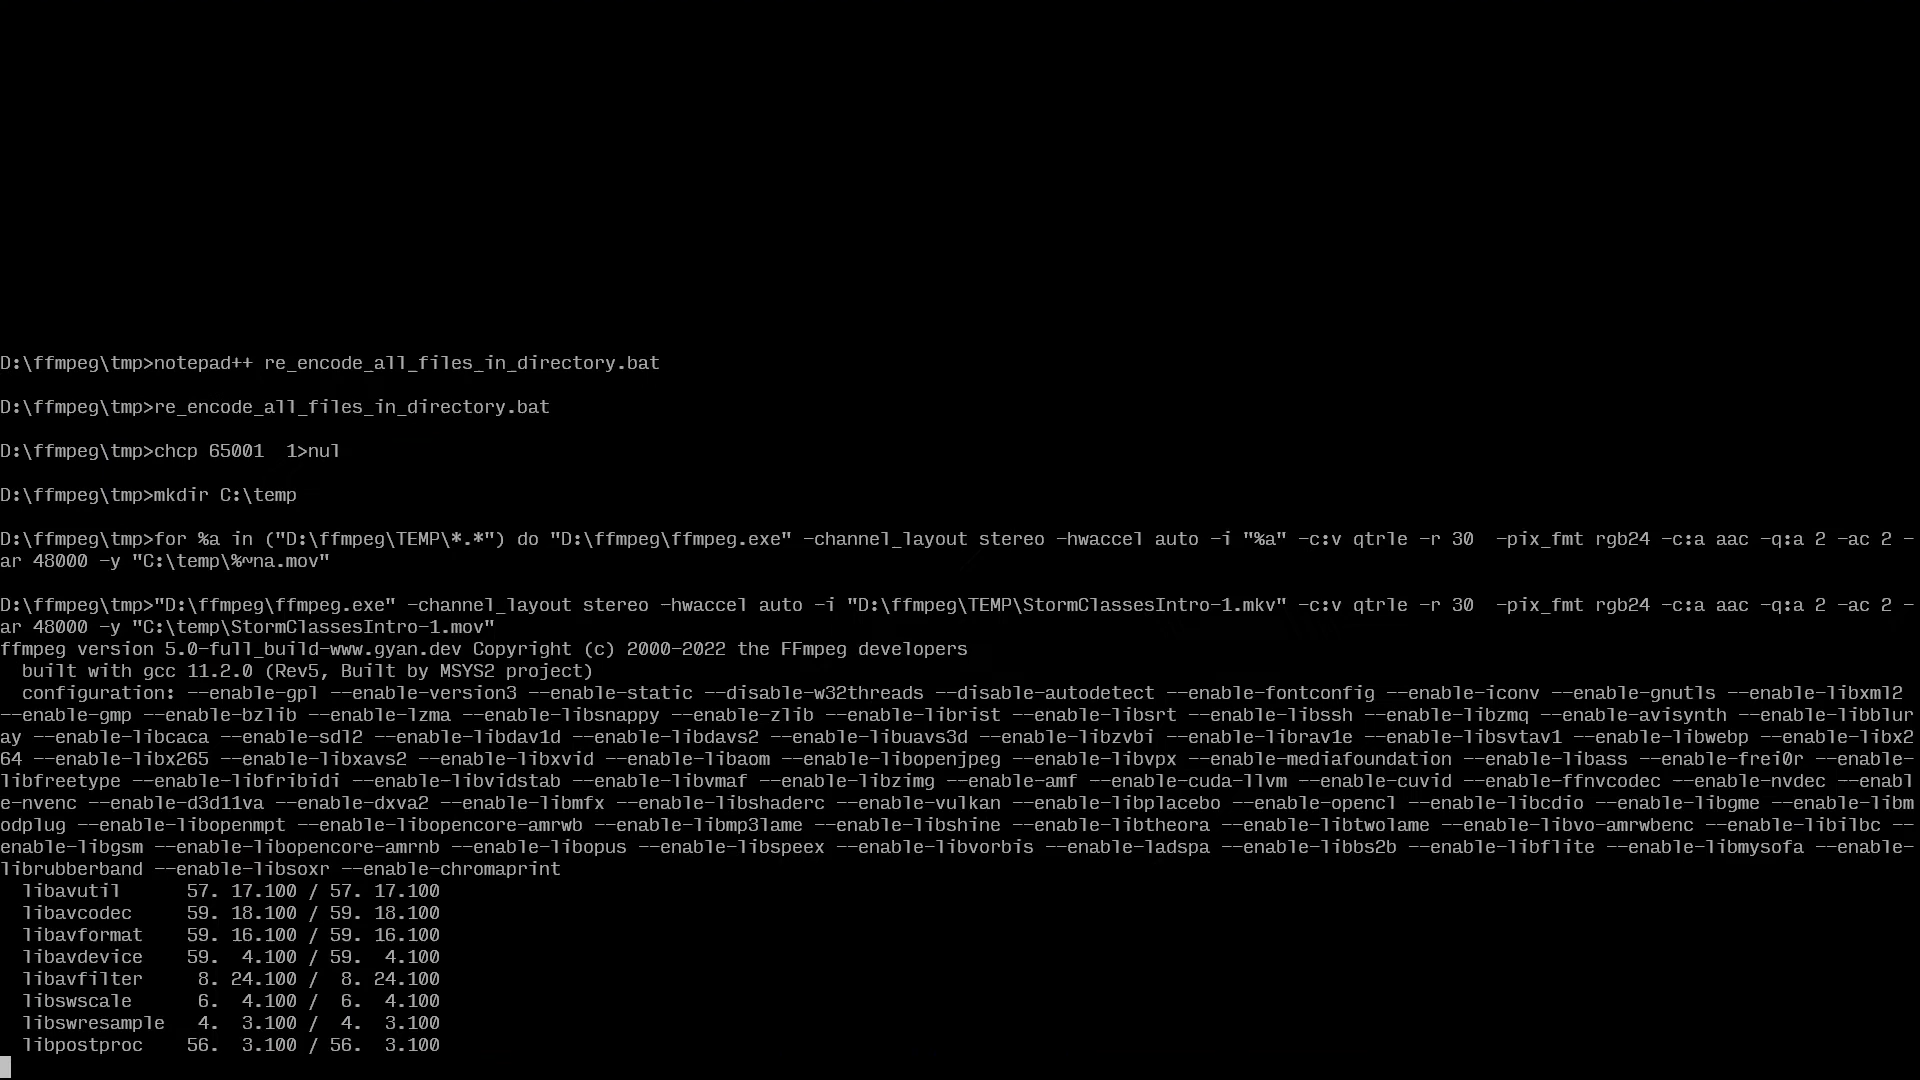 D:\ffmpeg\tmp>notepad++ re_encode_all_files_in_directory.bat
D:\ffmpeg\tmp>re_encode_all_files_in_directory.bat
D:\ffmpeg\tmp>chcp 65001  1>nul
D:\ffmpeg\tmp>mkdir C:\temp
D:\ffmpeg\tmp>for %a in ("D:\ffmpeg\TEMP\*.*") do "D:\ffmpeg\ffmpeg.exe" -channel_layout stereo -hwaccel auto -i "%a" -c:v qtrle -r 30  -pix_fmt rgb24 -c:a aac -q:a 2 -ac 2 -
ar 48000 -y "C:\temp\%~na.mov"
D:\ffmpeg\tmp>"D:\ffmpeg\ffmpeg.exe" -channel_layout stereo -hwaccel auto -i "D:\ffmpeg\TEMP\StormClassesIntro-1.mkv" -c:v qtrle -r 30  -pix_fmt rgb24 -c:a aac -q:a 2 -ac 2 -
ar 48000 -y "C:\temp\StormClassesIntro-1.mov"
ffmpeg version 5.0-full_build-www.gyan.dev Copyright (c) 2000-2022 the FFmpeg developers
  built with gcc 11.2.0 (Rev5, Built by MSYS2 project)
  configuration: --enable-gpl --enable-version3 --enable-static --disable-w32threads --disable-autodetect --enable-fontconfig --enable-iconv --enable-gnutls --enable-libxml2
--enable-gmp --enable-bzlib --enable-lzma --enable-libsnappy --enable-zlib --enable-librist --enable-libsrt --enable-libssh --enable-libzmq --enable-avisynth --enable-libblur
ay --enable-libcaca --enable-sdl2 --enable-libdav1d --enable-libdavs2 --enable-libuavs3d --enable-libzvbi --enable-librav1e --enable-libsvtav1 --enable-libwebp --enable-libx2
64 --enable-libx265 --enable-libxavs2 --enable-libxvid --enable-libaom --enable-libopenjpeg --enable-libvpx --enable-mediafoundation --enable-libass --enable-frei0r --enable-
libfreetype --enable-libfribidi --enable-libvidstab --enable-libvmaf --enable-libzimg --enable-amf --enable-cuda-llvm --enable-cuvid --enable-ffnvcodec --enable-nvdec --enabl
e-nvenc --enable-d3d11va --enable-dxva2 --enable-libmfx --enable-libshaderc --enable-vulkan --enable-libplacebo --enable-opencl --enable-libcdio --enable-libgme --enable-libm
odplug --enable-libopenmpt --enable-libopencore-amrwb --enable-libmp3lame --enable-libshine --enable-libtheora --enable-libtwolame --enable-libvo-amrwbenc --enable-libilbc --
enable-libgsm --enable-libopencore-amrnb --enable-libopus --enable-libspeex --enable-libvorbis --enable-ladspa --enable-libbs2b --enable-libflite --enable-libmysofa --enable-
librubberband --enable-libsoxr --enable-chromaprint
  libavutil      57. 17.100 / 57. 17.100
  libavcodec     59. 18.100 / 59. 18.100
  libavformat    59. 16.100 / 59. 16.100
  libavdevice    59.  4.100 / 59.  4.100
  libavfilter     8. 24.100 /  8. 24.100
  libswscale      6.  4.100 /  6.  4.100
  libswresample   4.  3.100 /  4.  3.100
  libpostproc    56.  3.100 / 56.  3.100